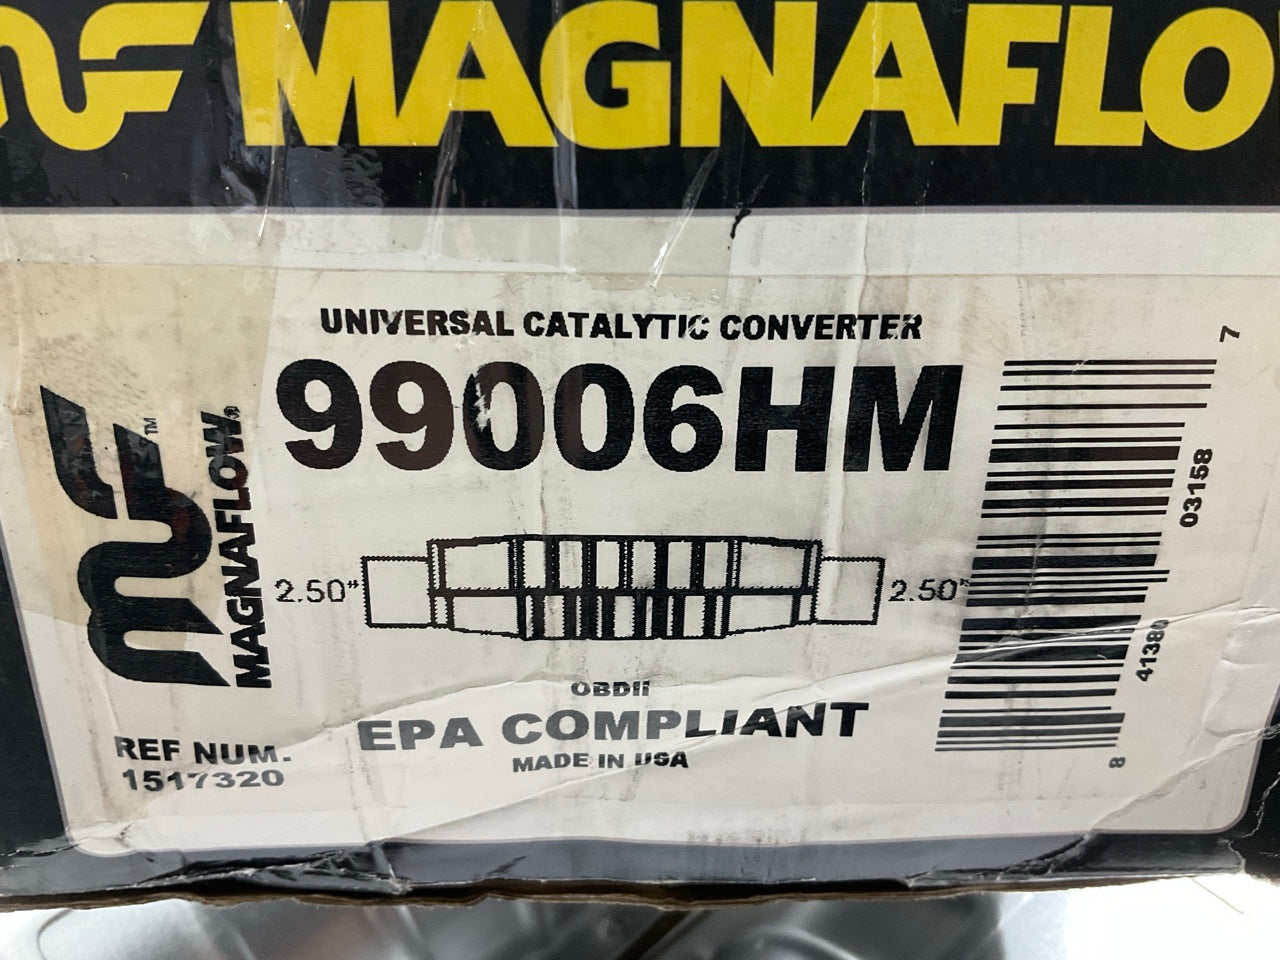 MAGNAFLO
UNIVERSAL CATALYTIC CONVERTER
99006HM
MAGNAFLOW®
™
2.50"
2.50"
OBDII
EPA COMPLIANT
MADE IN USA
REF NUM.
1517320
8
41380
03158
7